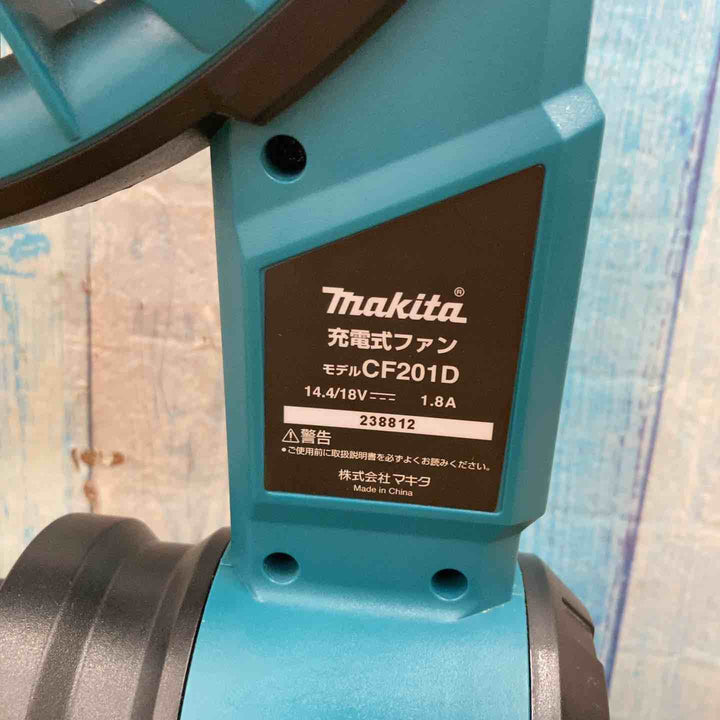 makita®
充電式ファン
モデルCF201D
14.4/18V⎓ 1.8A
238812
⚠警告
●ご使用前に取扱説明書を必ずよくお読みください。
株式会社マキタ
Made in China